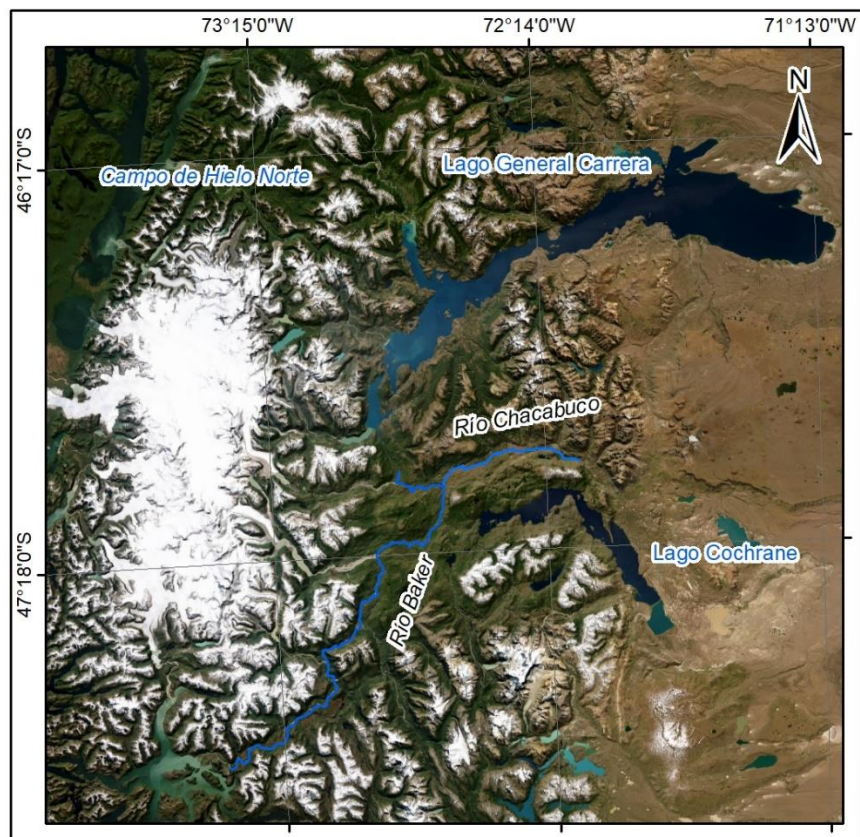 73°15'0"W
72°14'0"W
71°13'0"W
N
46°17'0"S
Campo de Hielo Norte
Lago General Carrera
Río Chacabuco
47°18'0"S
Río Baker
Lago Cochrane